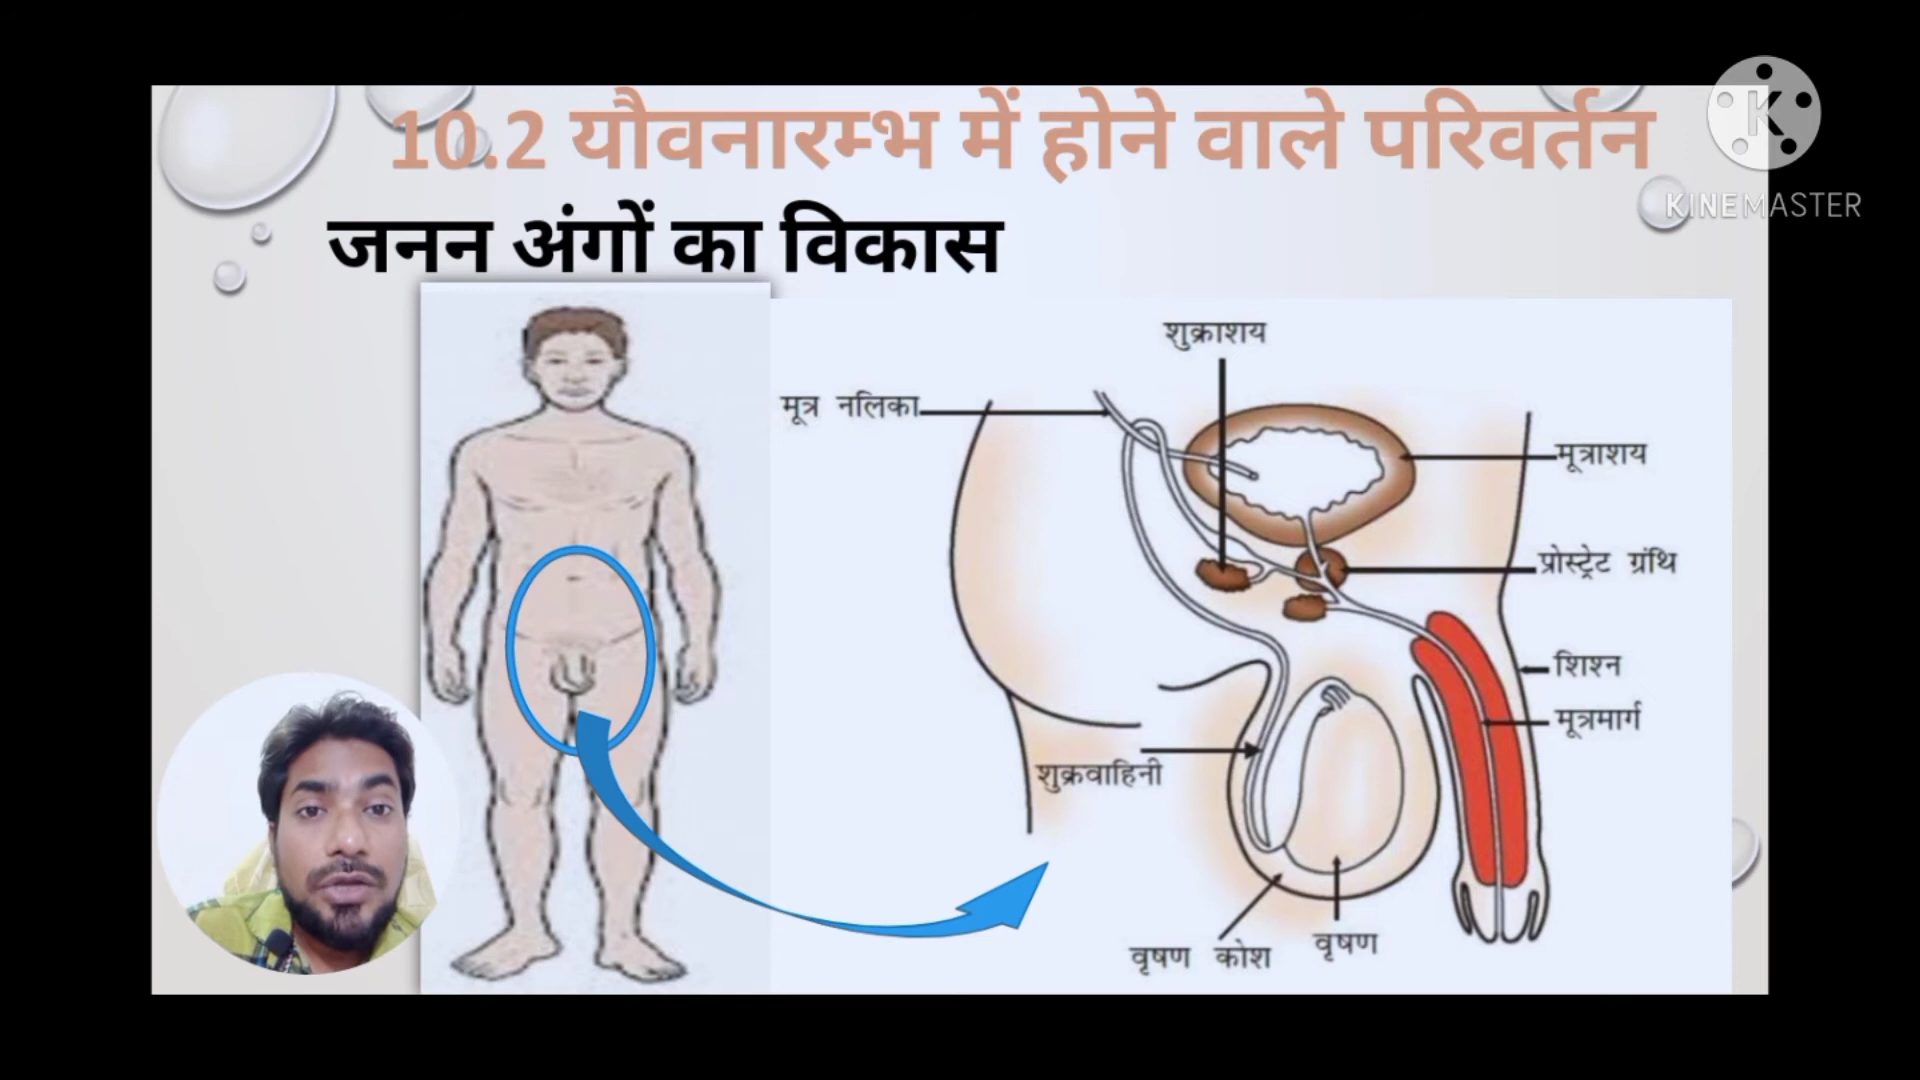 10.2 यौवनारम्भ में होने वाले परिवर्तन
K
KINEMASTER
जनन अंगों का विकास
शुक्राशय
मूत्र नलिका
मूत्राशय
प्रोस्ट्रेट ग्रंथि
शिश्न
मूत्रमार्ग
शुक्रवाहिनी
वृषण कोश
वृषण